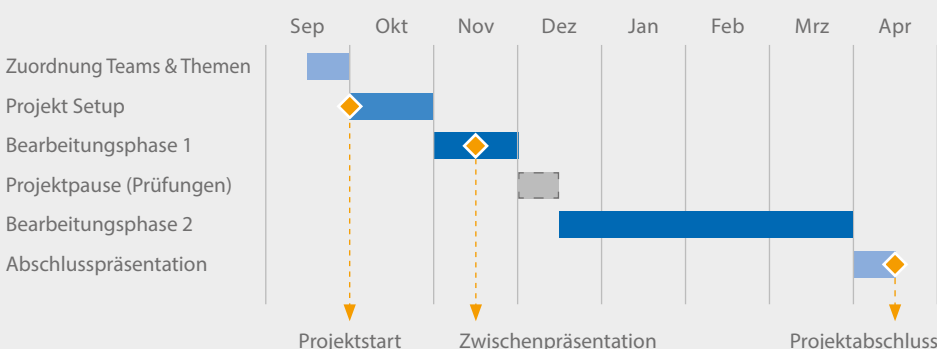 Sep Okt Nov Dez Jan Feb Mrz Apr
Zuordnung Teams & Themen
Projekt Setup
Bearbeitungsphase 1
Projektpause (Prüfungen)
Bearbeitungsphase 2
Abschlusspräsentation
Projektstart Zwischenpräsentation Projektabschluss